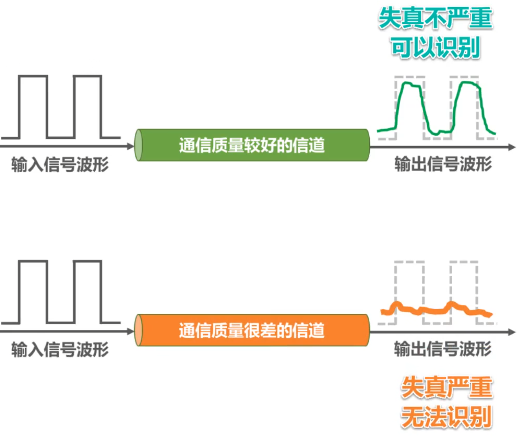 失真不严重
可以识别
输入信号波形
通信质量较好的信道
输出信号波形
输入信号波形
通信质量很差的信道
输出信号波形
失真严重
无法识别